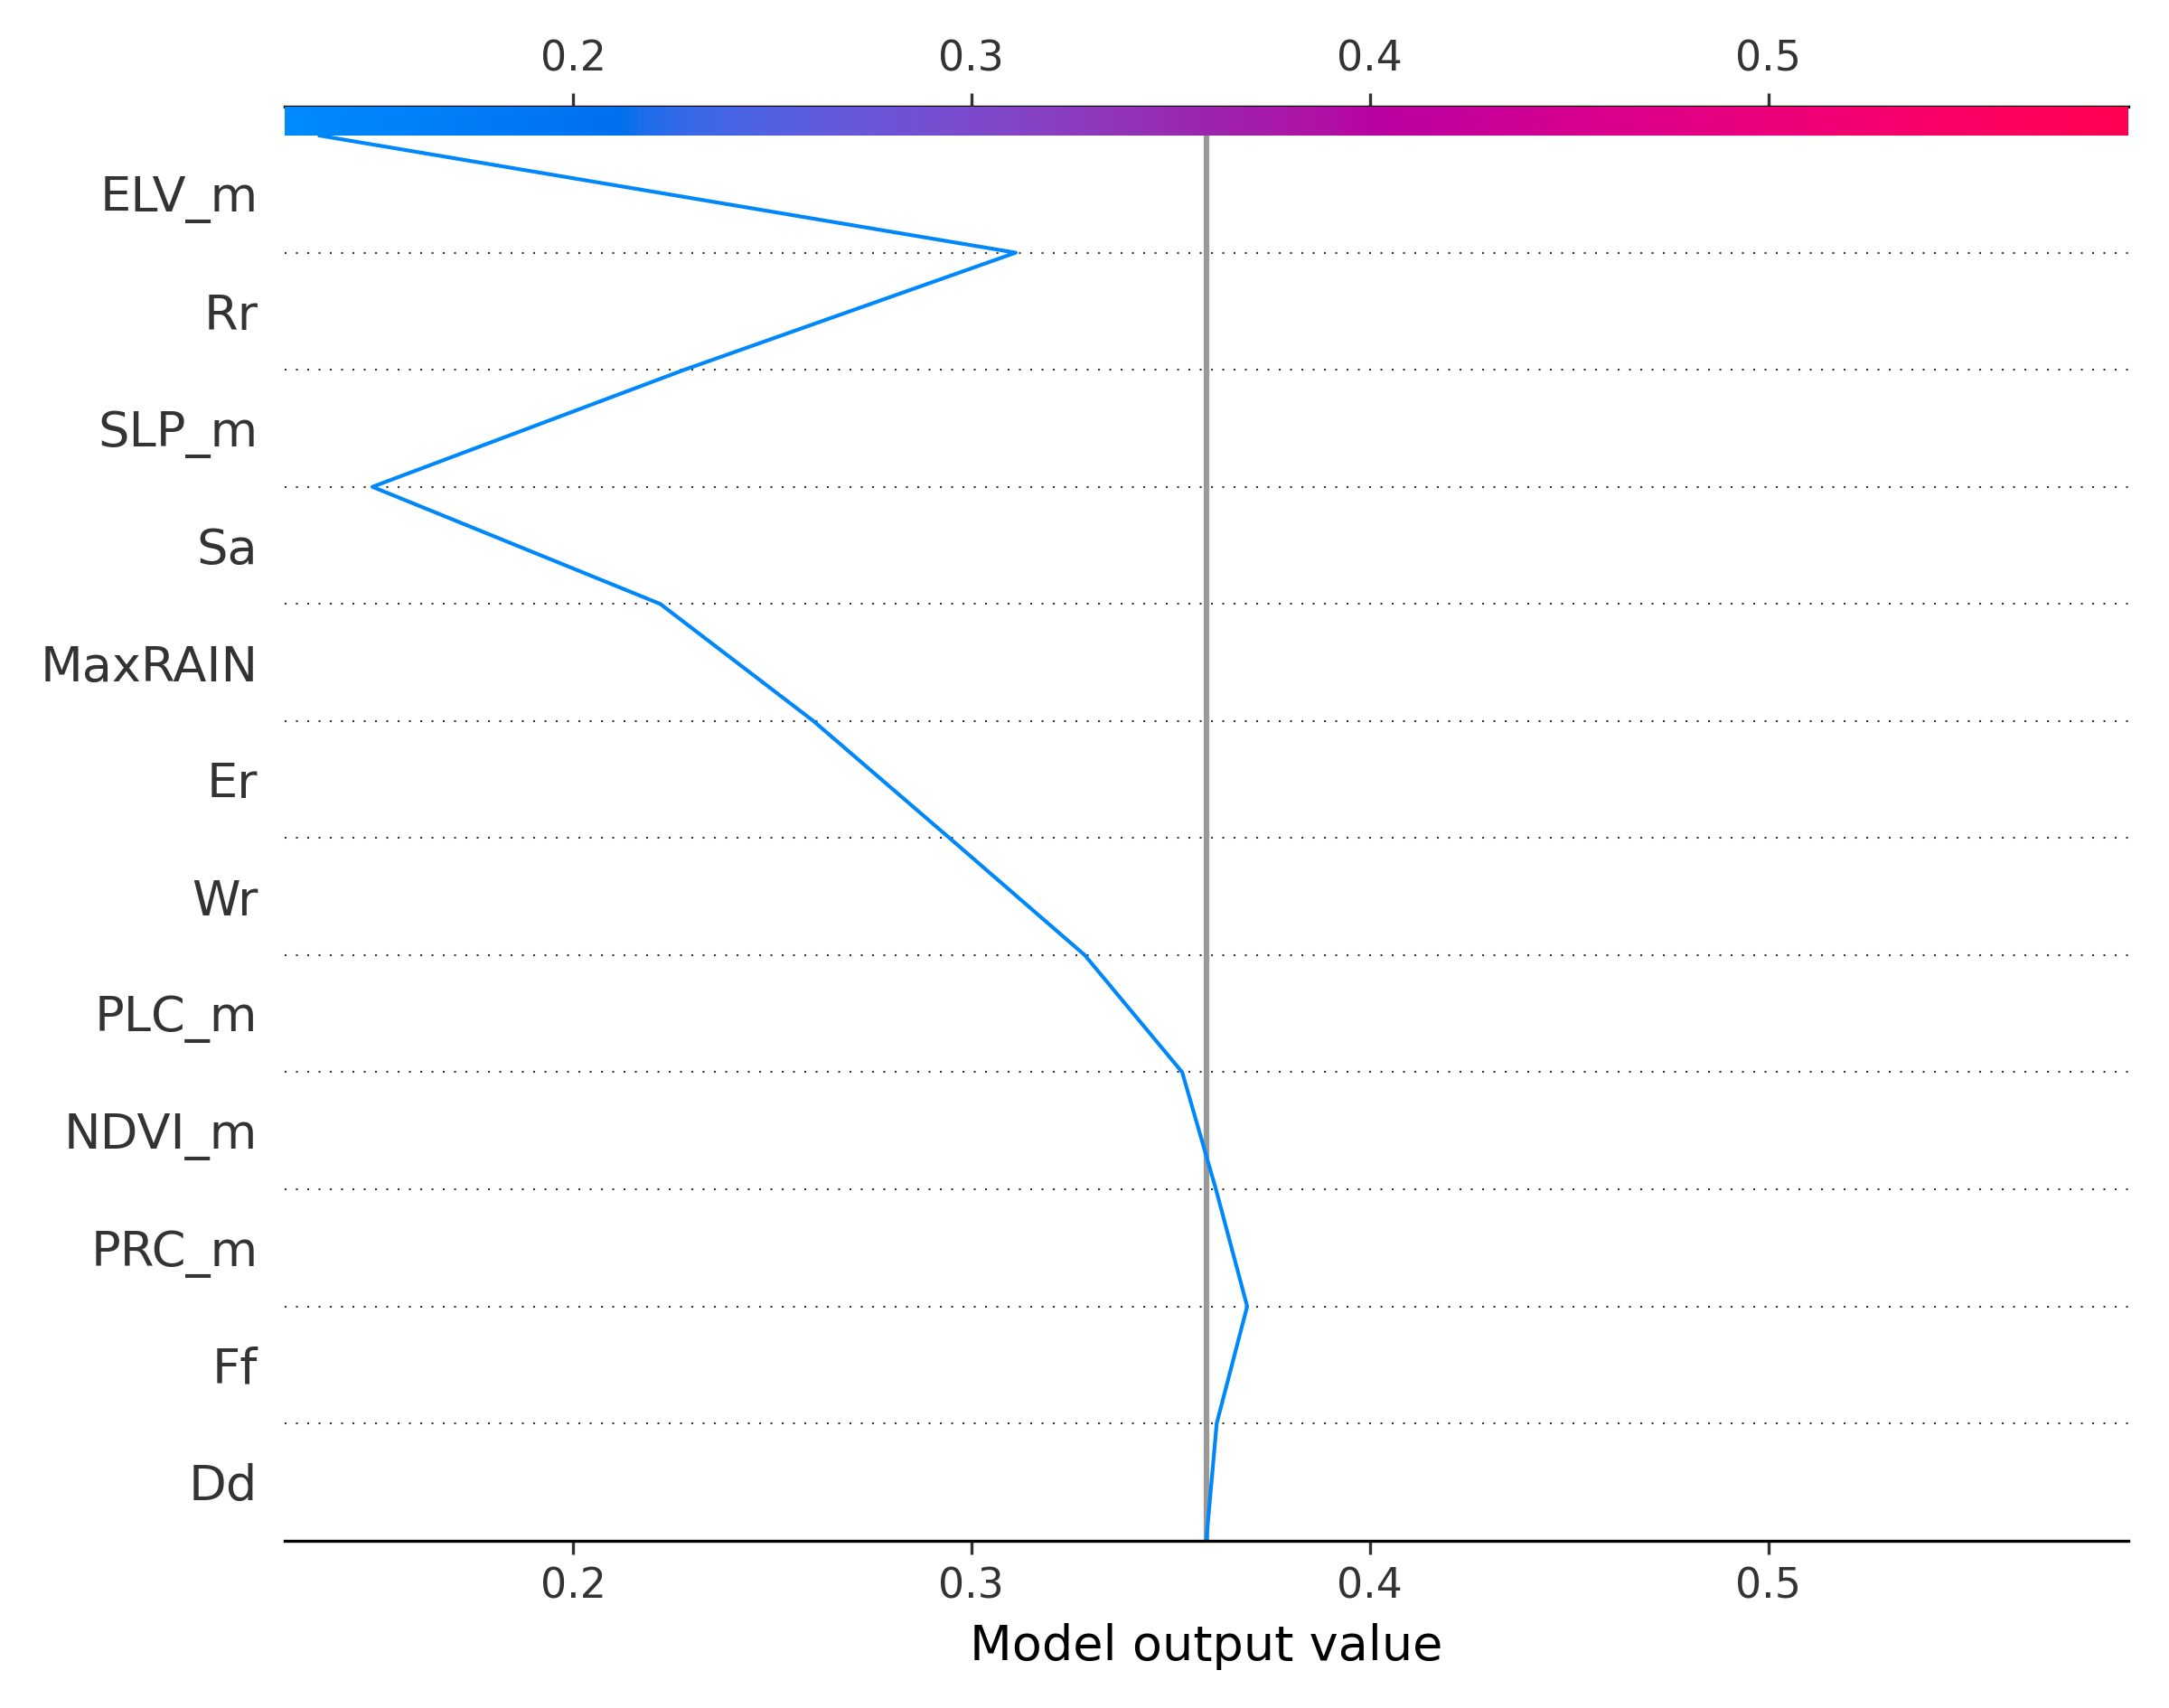 0.2 0.3 0.4 0.5
ELV_m
Rr
SLP_m
Sa
MaxRAIN
Er
Wr
PLC_m
NDVI_m
PRC_m
Ff
Dd
0.2 0.3 0.4 0.5
Model output value